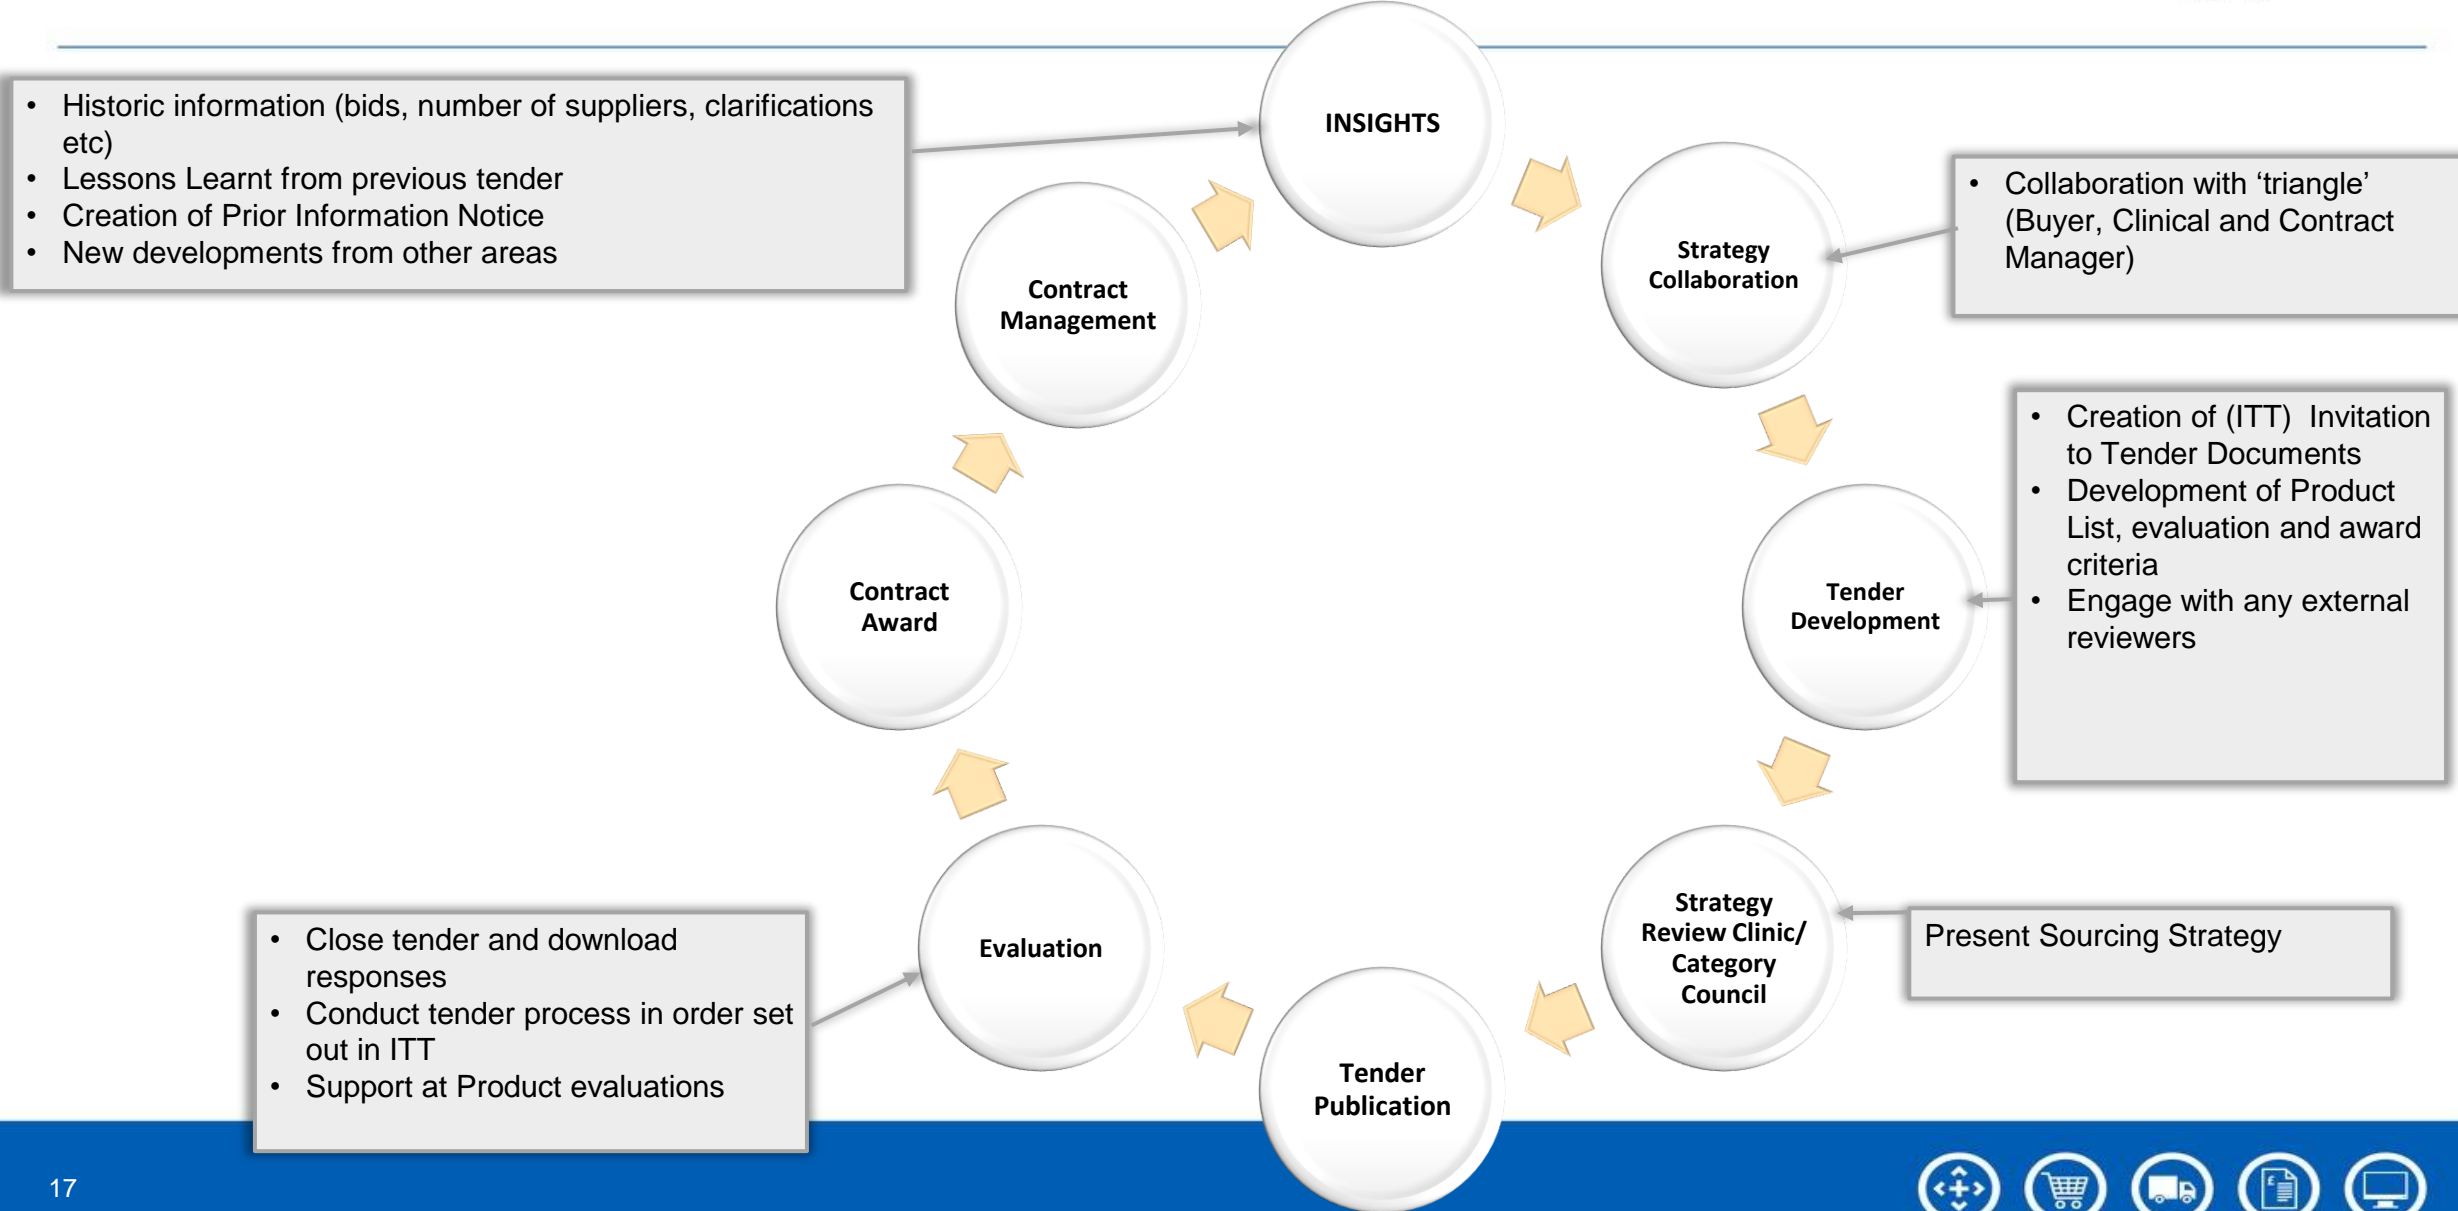 INSIGHTS
• Historic information (bids, number of suppliers, clarifications
etc)
• Lessons Learnt from previous tender
• Creation of Prior Information Notice
• New developments from other areas
Strategy
Collaboration
• Collaboration with ‘triangle’
(Buyer, Clinical and Contract
Manager)
Tender
Development
• Creation of (ITT)  Invitation
to Tender Documents
• Development of Product
List, evaluation and award
criteria
• Engage with any external
reviewers
Strategy
Review Clinic/
Category
Council
Present Sourcing Strategy
Tender
Publication
Evaluation
• Close tender and download
responses
• Conduct tender process in order set
out in ITT
• Support at Product evaluations
Contract
Award
Contract
Management
17
£